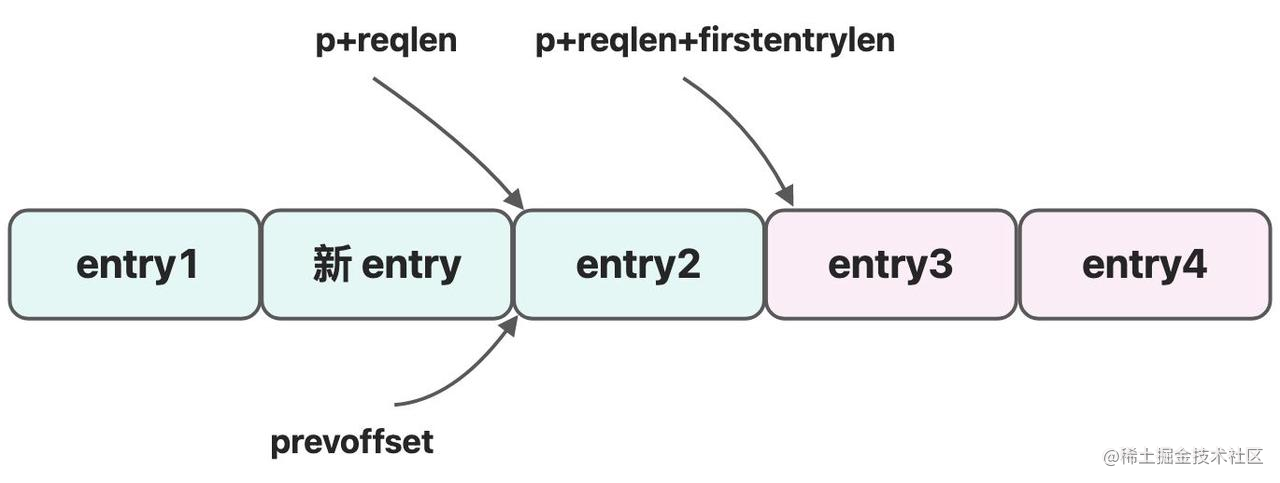 p+reqlen
p+reqlen+firstentrylen
entry1
新 entry
entry2
entry3
entry4
prevoffset
@稀土掘金技术社区